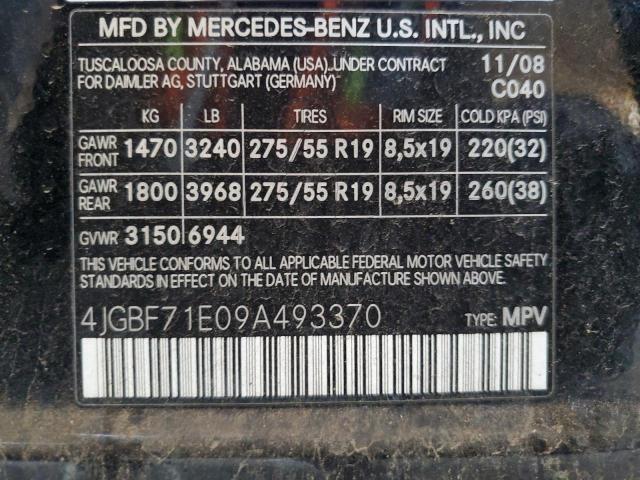 MFD BY MERCEDES-BENZ U.S. INTL., INC
TUSCALOOSA COUNTY, ALABAMA (USA)..UNDER CONTRACT 11/08
FOR DAIMLER AG, STUTTGART (GERMANY) C040
KG LB TIRES RIM SIZE COLD KPA (PSI)
GAWR FRONT 1470 3240 275/55 R19 8,5x19 220(32)
GAWR REAR 1800 3968 275/55 R19 8,5x19 260(38)
GVWR 3150 6944
THIS VEHICLE CONFORMS TO ALL APPLICABLE FEDERAL MOTOR VEHICLE SAFETY
STANDARDS IN EFFECT ON THE DATE OF MANUFACTURE SHOWN ABOVE.
4JGBF71E09A493370 TYPE: MPV